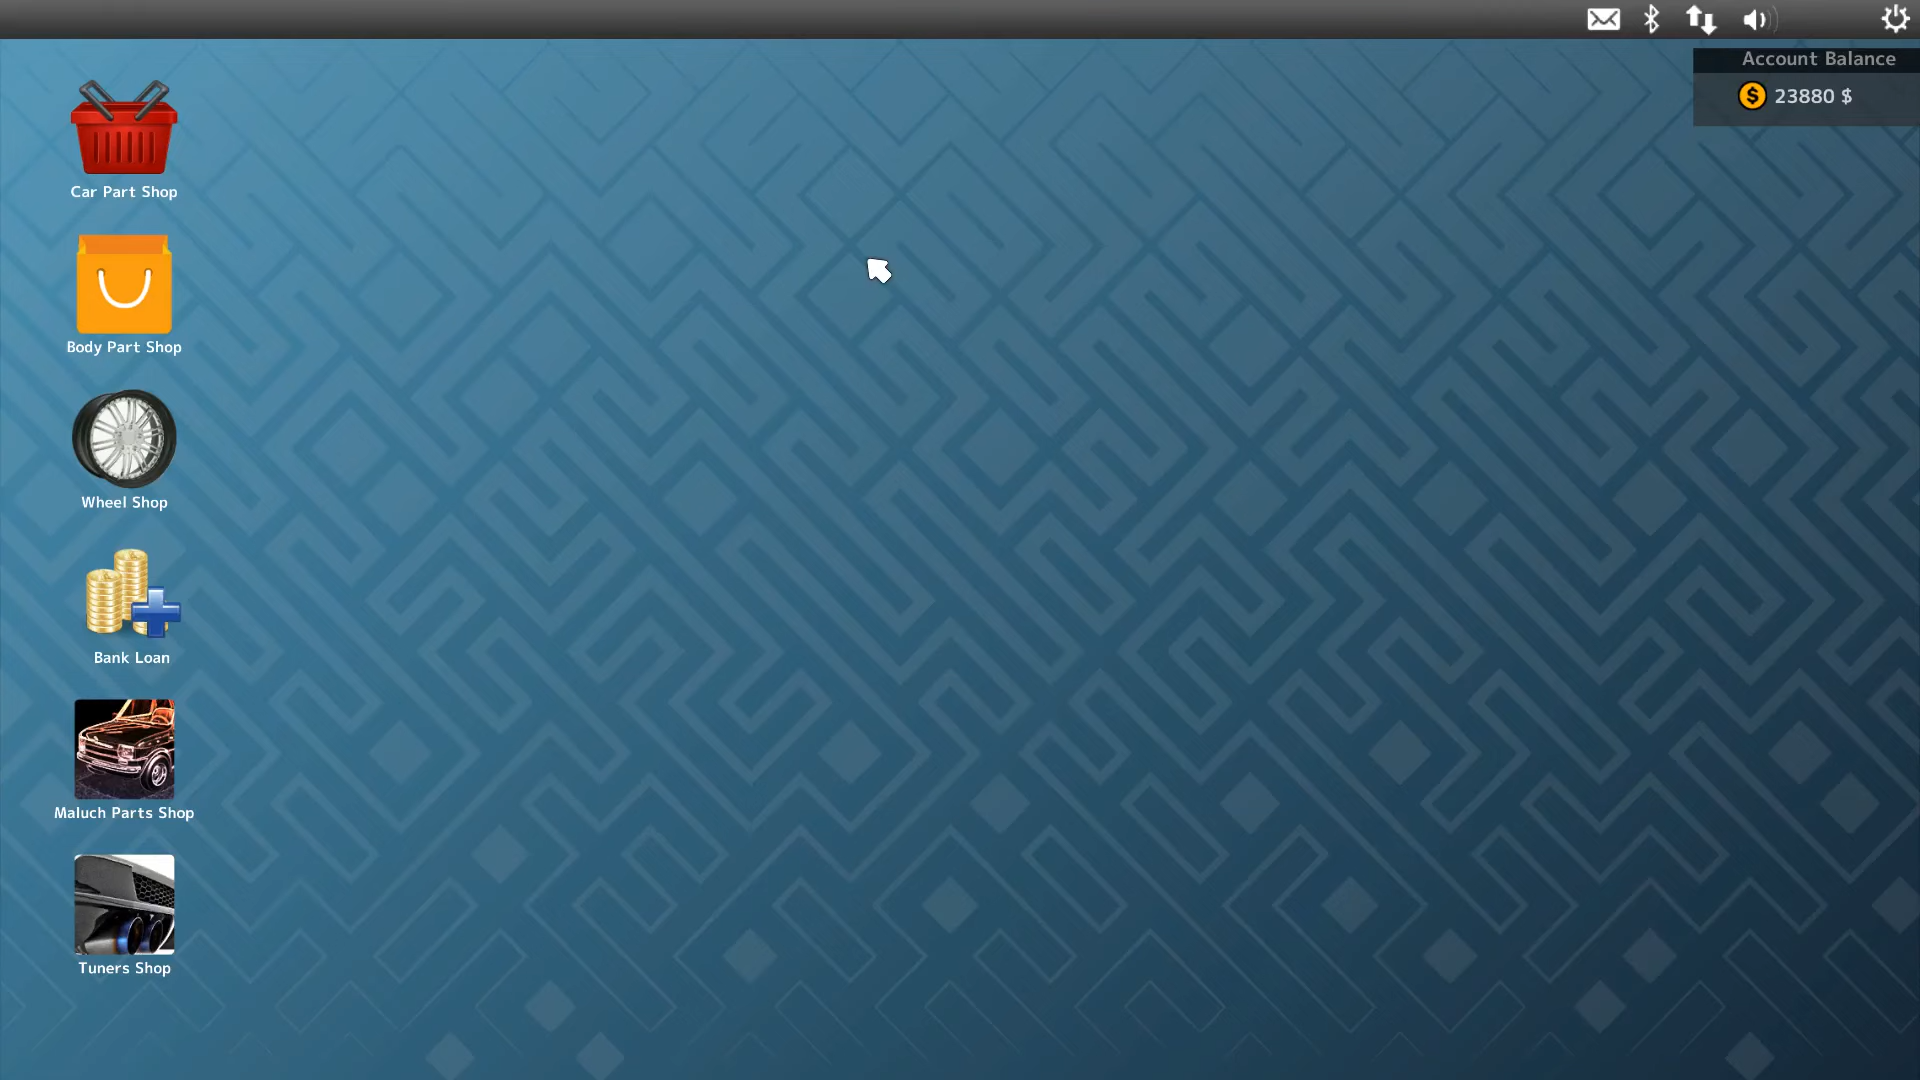 Account Balance
23880 $
Car Part Shop
Body Part Shop
Wheel Shop
Bank Loan
Maluch Parts Shop
Tuners Shop